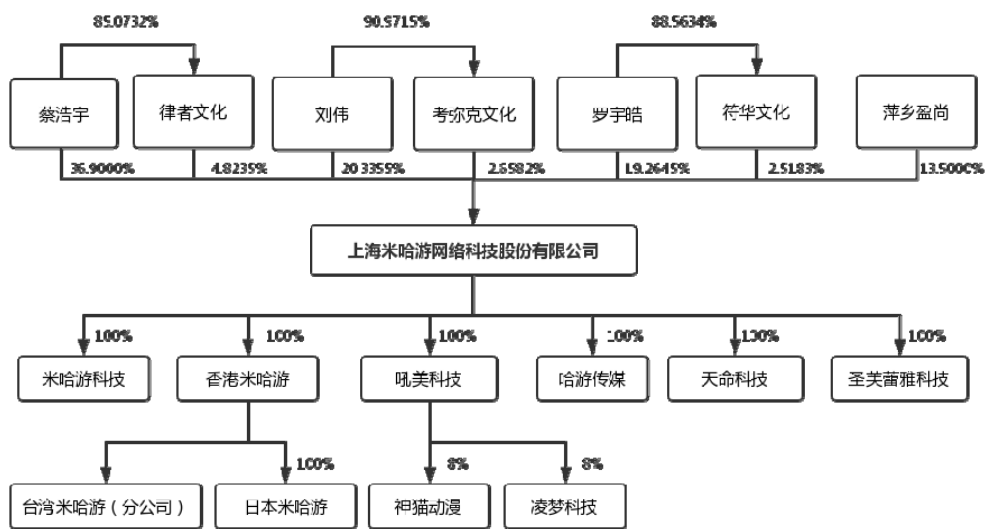 85.0732%
90.9715%
88.5634%
蔡浩宇
律者文化
刘伟
考尔克文化
罗宇皓
符华文化
萍乡盈尚
36.9000%
4.8235%
20.3355%
2.6582%
19.2645%
2.5183%
13.5000%
上海米哈游网络科技股份有限公司
100%
100%
100%
100%
100%
100%
米哈游科技
香港米哈游
吼美科技
哈游传媒
天命科技
圣芙蕾雅科技
100%
8%
8%
台湾米哈游（分公司）
日本米哈游
神猫动漫
凌梦科技